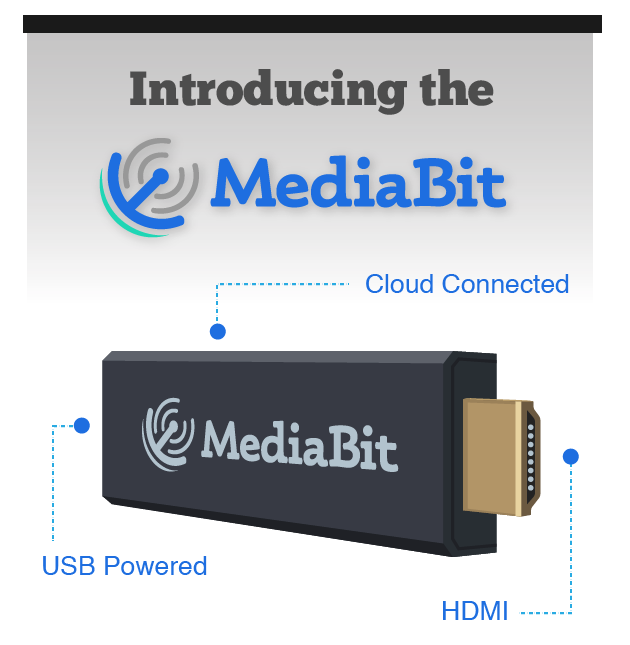 Introducing the
MediaBit
Cloud Connected
MediaBit
USB Powered
HDMI